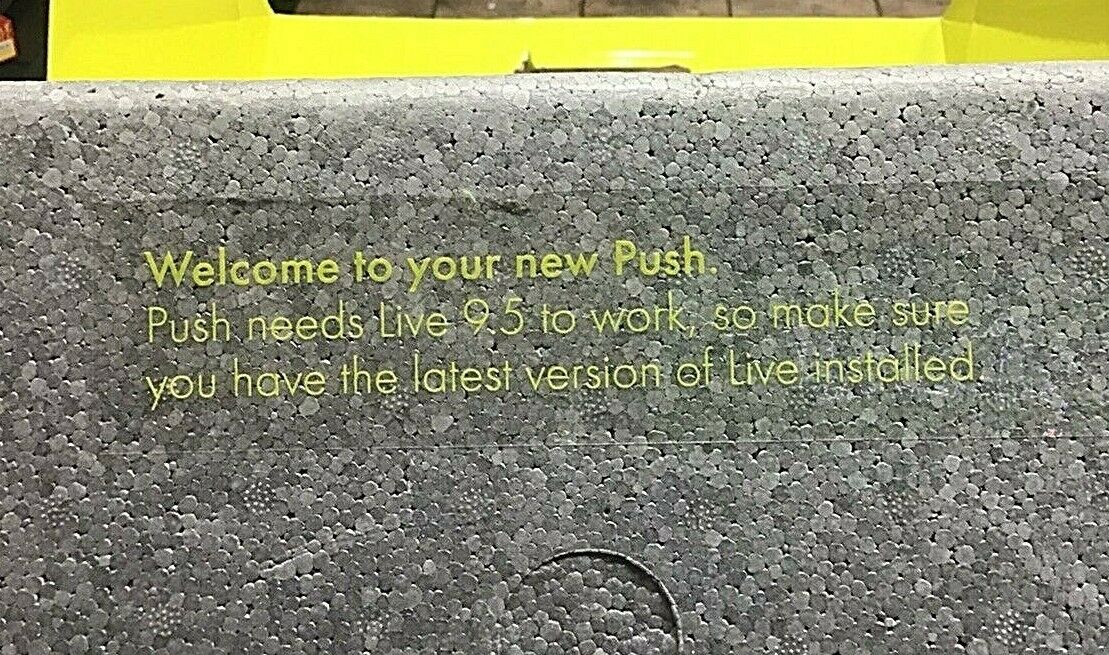 Welcome to your new Push.
Push needs Live 9.5 to work, so make sure
you have the latest version of Live installed.